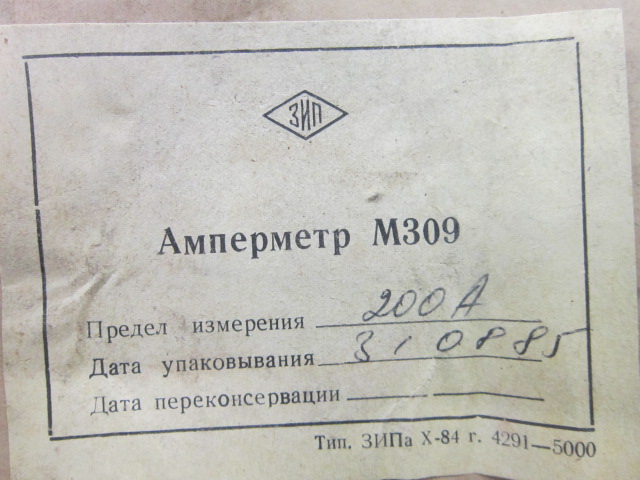 ЗИП
Амперметр М309
Предел измерения 200А
Дата упаковывания 31 08 85
Дата переконсервации
Тип. ЗИПа X-84 г. 4291—5000